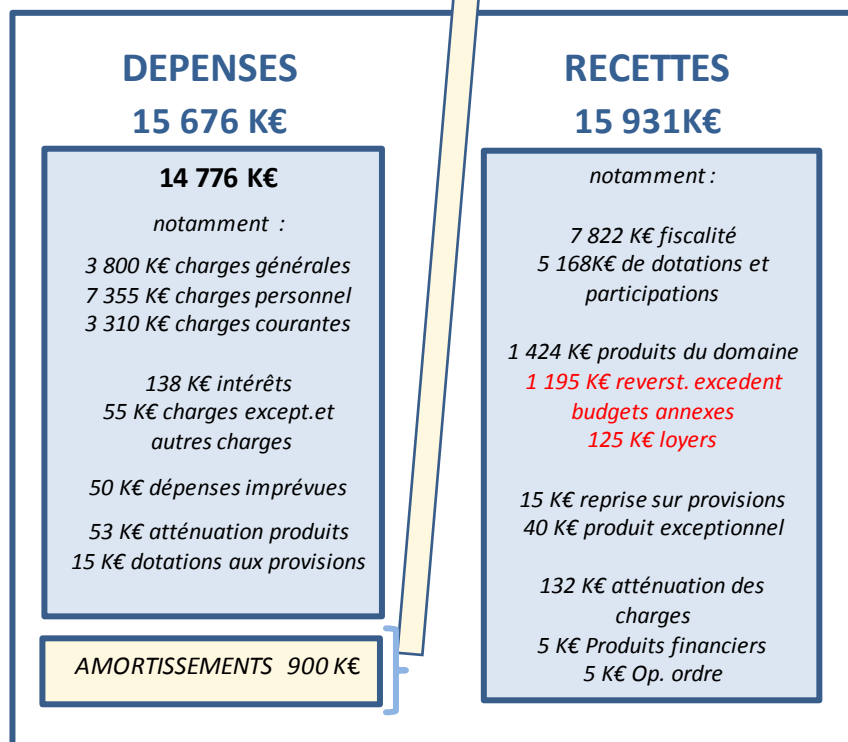 DEPENSES
15 676 K€
14 776 K€
notamment :
3 800 K€ charges générales
7 355 K€ charges personnel
3 310 K€ charges courantes
138 K€ intérêts
55 K€ charges except.et
autres charges
50 K€ dépenses imprévues
53 K€ atténuation produits
15 K€ dotations aux provisions
AMORTISSEMENTS 900 K€
RECETTES
15 931K€
notamment :
7 822 K€ fiscalité
5 168K€ de dotations et
participations
1 424 K€ produits du domaine
1 195 K€ reverst. excedent
budgets annexes
125 K€ loyers
15 K€ reprise sur provisions
40 K€ produit exceptionnel
132 K€ atténuation des
charges
5 K€ Produits financiers
5 K€ Op. ordre